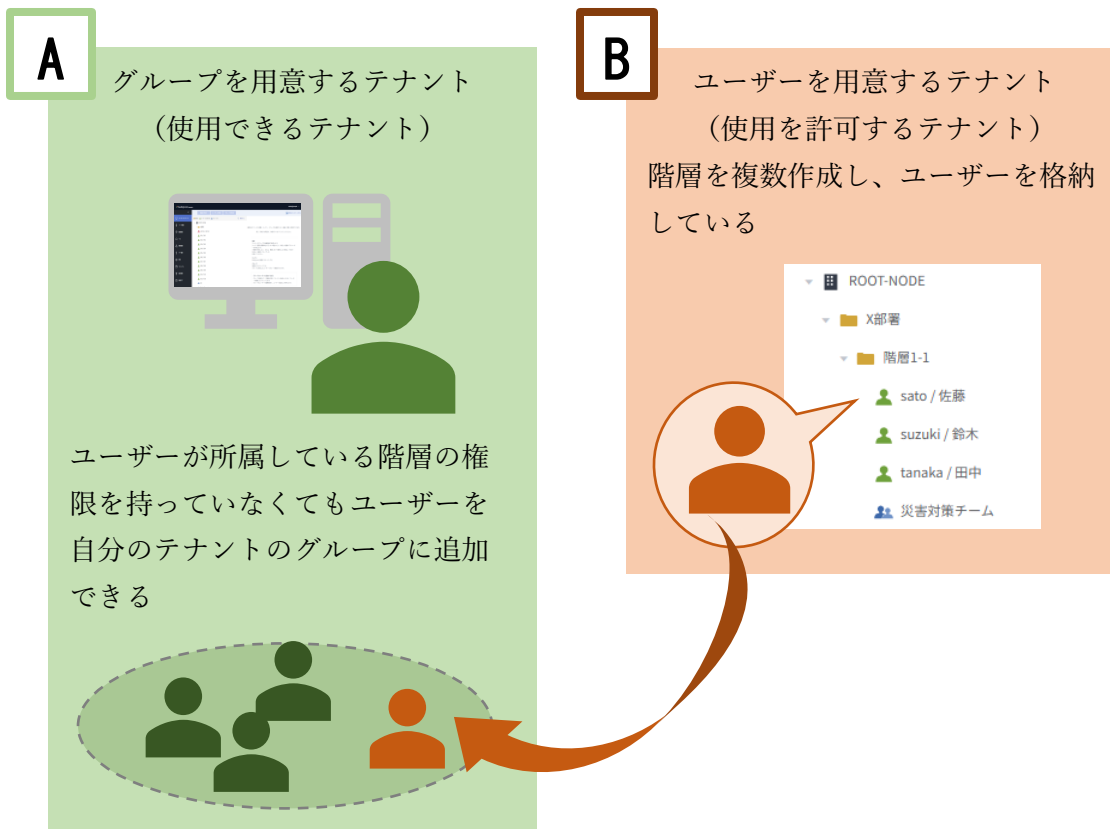 A
グループを用意するテナント
（使用できるテナント）
ユーザーが所属している階層の権
限を持っていなくてもユーザーを
自分のテナントのグループに追加
できる
B
ユーザーを用意するテナント
（使用を許可するテナント）
階層を複数作成し、ユーザーを格納
している
ROOT-NODE
X部署
階層1-1
sato / 佐藤
suzuki / 鈴木
tanaka / 田中
災害対策チーム